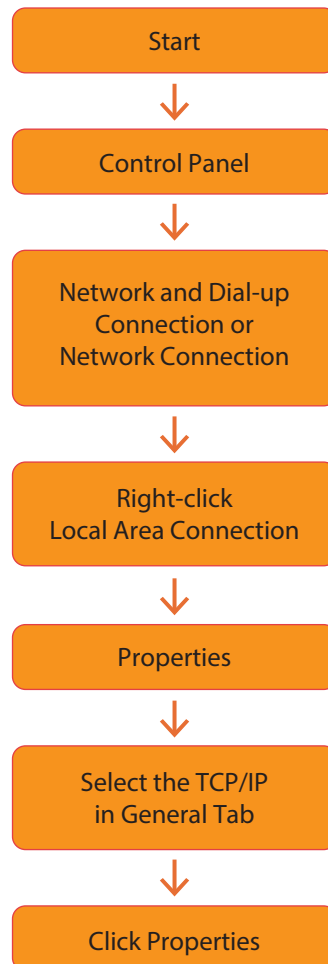 Start
Control Panel
Network and Dial-up
Connection or
Network Connection
Right-click
Local Area Connection
Properties
Select the TCP/IP
in General Tab
Click Properties